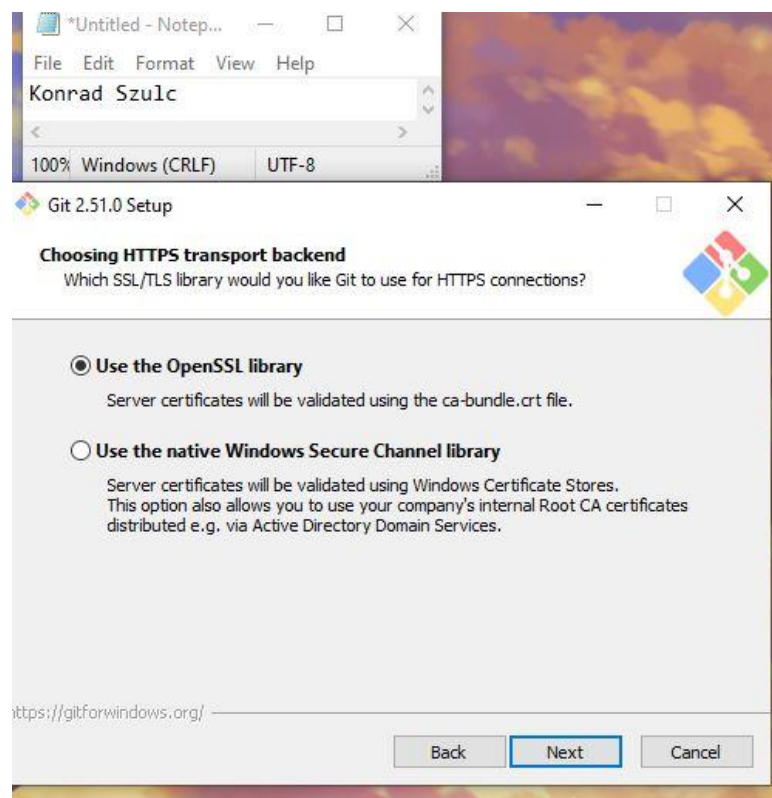 *Untitled - Notep...
File Edit Format View Help
Konrad Szulc
100% Windows (CRLF) UTF-8
Git 2.51.0 Setup
Choosing HTTPS transport backend
Which SSL/TLS library would you like Git to use for HTTPS connections?
Use the OpenSSL library
Server certificates will be validated using the ca-bundle.crt file.
Use the native Windows Secure Channel library
Server certificates will be validated using Windows Certificate Stores.
This option also allows you to use your company's internal Root CA certificates
distributed e.g. via Active Directory Domain Services.
https://gitforwindows.org/
Back Next Cancel